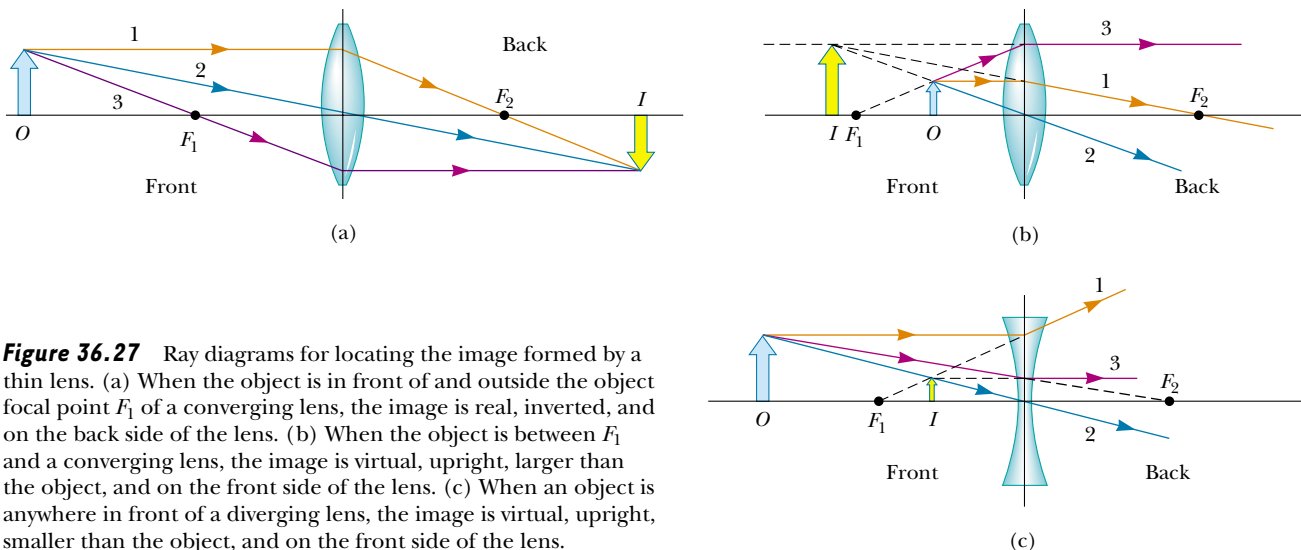 1
Back
2
3
F2
I
O
F1
Front
(a)
3
1
F2
I
F1
O
2
Front
Back
(b)
1
3
F2
O
F1
I
2
Front
Back
(c)
Figure 36.27 Ray diagrams for locating the image formed by a
thin lens. (a) When the object is in front of and outside the object
focal point F1 of a converging lens, the image is real, inverted, and
on the back side of the lens. (b) When the object is between F1
and a converging lens, the image is virtual, upright, larger than
the object, and on the front side of the lens. (c) When an object is
anywhere in front of a diverging lens, the image is virtual, upright,
smaller than the object, and on the front side of the lens.